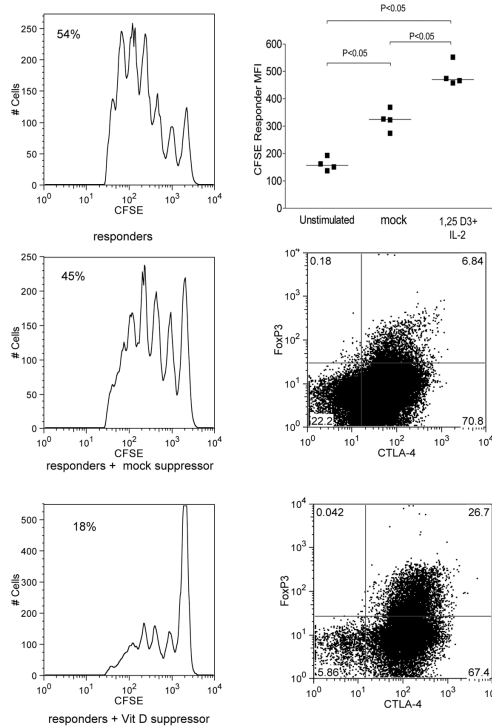 54%
# Cells
250
200
150
100
50
0
10^0 10^1 10^2 10^3 10^4
CFSE
responders
P<0.05
P<0.05
P<0.05
CFSE Responder MFI
600
500
400
300
200
100
0
Unstimulated mock 1,25 D3+
IL-2
45%
# Cells
250
200
150
100
50
0
10^0 10^1 10^2 10^3 10^4
CFSE
responders + mock suppressor
0.18 6.84
FoxP3
10^4
10^3
10^2
10^1
10^0
22.2 70.8
10^0 10^1 10^2 10^3 10^4
CTLA-4
18%
# Cells
500
400
300
200
100
0
10^0 10^1 10^2 10^3 10^4
CFSE
responders + Vit D suppressor
0.042 26.7
FoxP3
10^4
10^3
10^2
10^1
10^0
5.86 67.4
10^0 10^1 10^2 10^3
CTLA-4